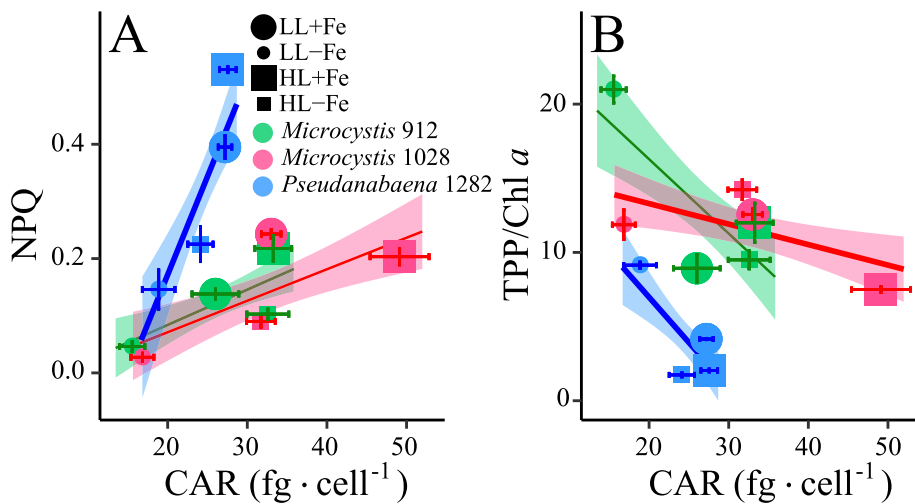 A
LL+Fe
LL−Fe
HL+Fe
HL−Fe
Microcystis 912
Microcystis 1028
Pseudanabaena 1282
NPQ
0.4
0.2
0.0
20 30 40 50
CAR (fg · cell⁻¹)
B
TPP/Chl a
20
10
0
20 30 40 50
CAR (fg · cell⁻¹)